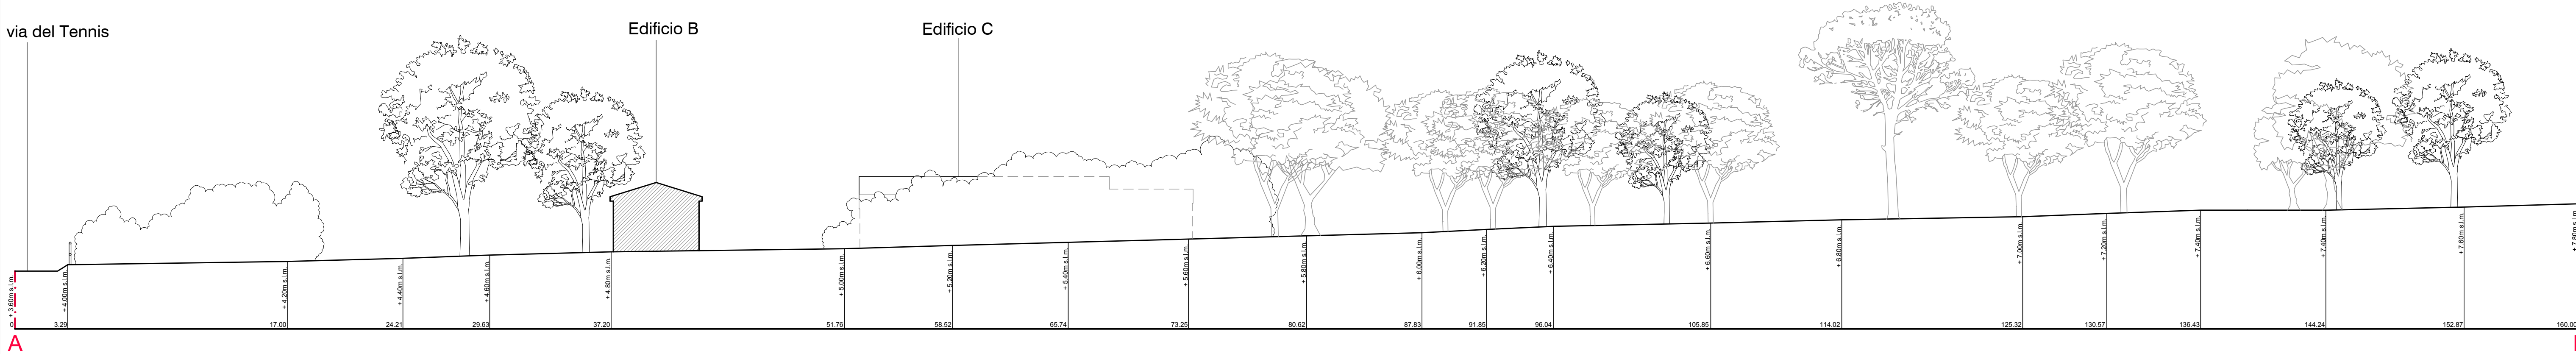 via del Tennis
Edificio B
Edificio C
+ 3.60m s.l.m.
+ 4.00m s.l.m.
+ 4.20m s.l.m.
+ 4.40m s.l.m.
+ 4.60m s.l.m.
+ 4.80m s.l.m.
+ 5.00m s.l.m.
+ 5.20m s.l.m.
+ 5.40m s.l.m.
+ 5.60m s.l.m.
+ 5.80m s.l.m.
+ 6.00m s.l.m.
+ 6.20m s.l.m.
+ 6.40m s.l.m.
+ 6.60m s.l.m.
+ 6.80m s.l.m.
+ 7.00m s.l.m.
+ 7.20m s.l.m.
+ 7.40m s.l.m.
+ 7.40m s.l.m.
+ 7.60m s.l.m.
+ 7.80m s.l.m.
0
3.29
17.00
24.21
29.63
37.20
51.76
58.52
65.74
73.25
80.62
87.83
91.85
96.04
105.85
114.02
125.32
130.57
136.43
144.24
152.87
160.00
A